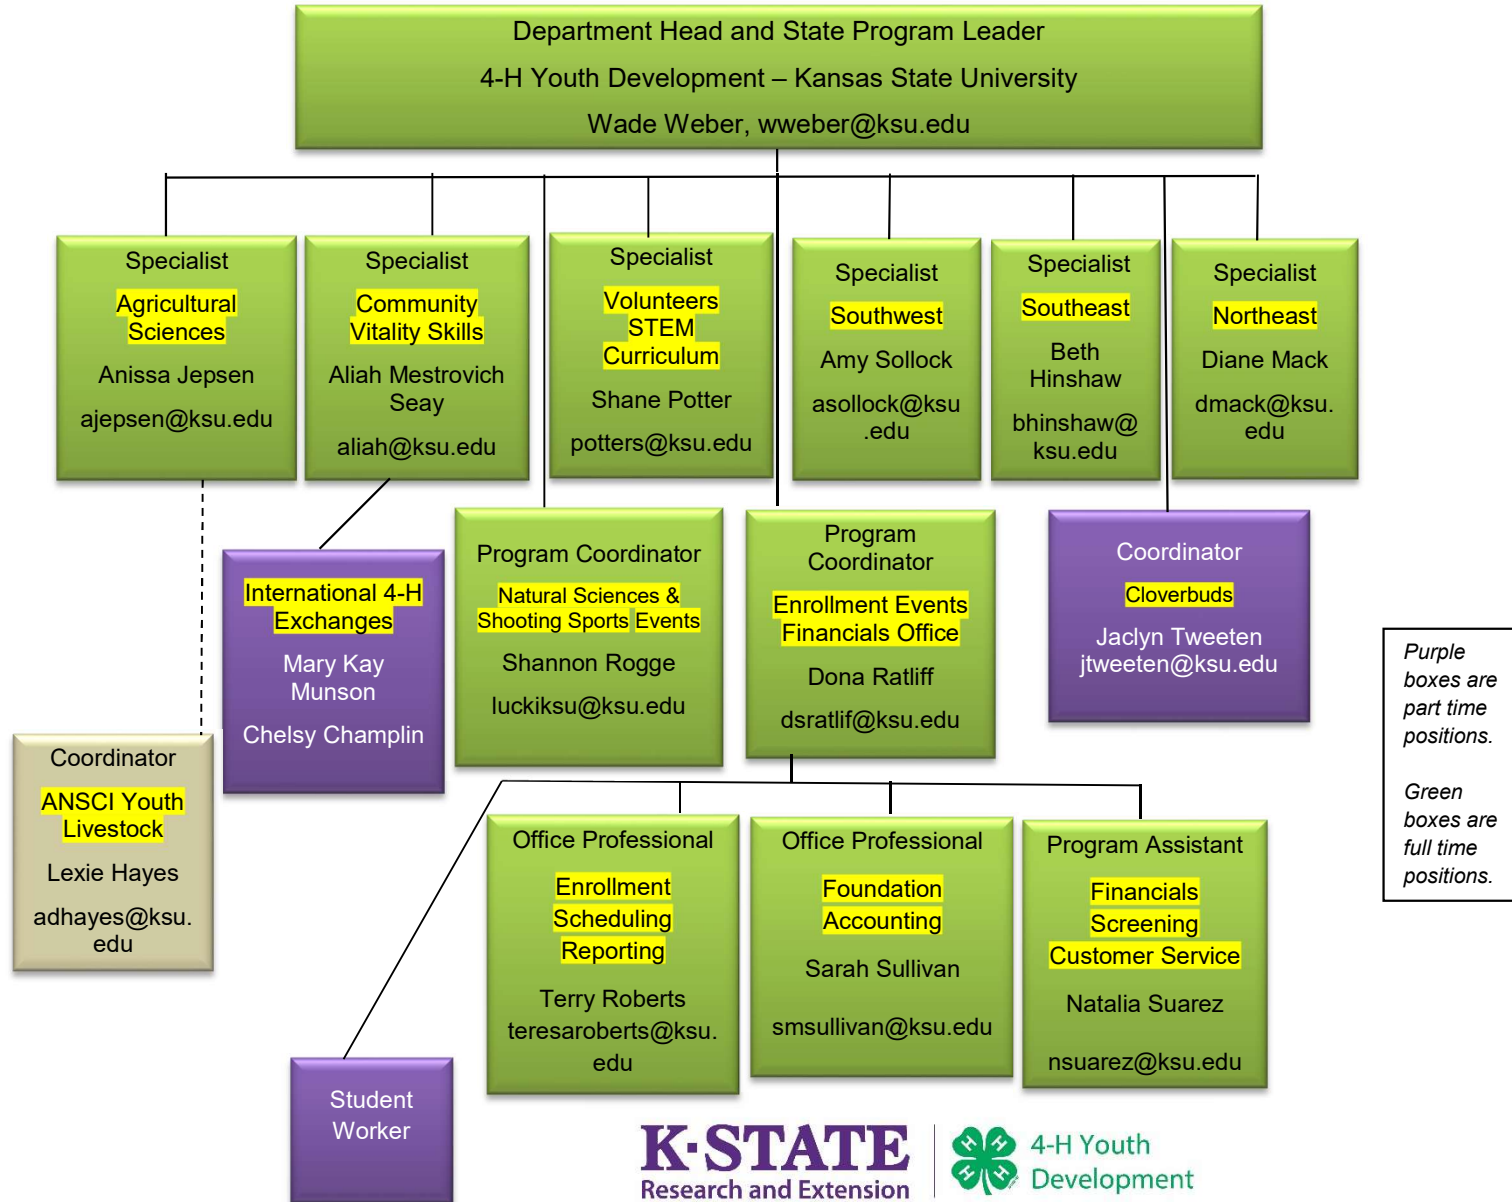 Department Head and State Program Leader
4-H Youth Development – Kansas State University
Wade Weber, wweber@ksu.edu
Specialist
Agricultural
Sciences
Anissa Jepsen
ajepsen@ksu.edu
Specialist
Community
Vitality Skills
Aliah Mestrovich
Seay
aliah@ksu.edu
Specialist
Volunteers
STEM
Curriculum
Shane Potter
potters@ksu.edu
Specialist
Southwest
Amy Sollock
asollock@ksu
.edu
Specialist
Southeast
Beth
Hinshaw
bhinshaw@
ksu.edu
Specialist
Northeast
Diane Mack
dmack@ksu.
edu
International 4-H
Exchanges
Mary Kay
Munson
Chelsy Champlin
Program Coordinator
Natural Sciences &
Shooting Sports Events
Shannon Rogge
luckiksu@ksu.edu
Program
Coordinator
Enrollment Events
Financials Office
Dona Ratliff
dsratlif@ksu.edu
Coordinator
Cloverbuds
Jaclyn Tweeten
jtweeten@ksu.edu
Purple
boxes are
part time
positions.
Green
boxes are
full time
positions.
Coordinator
ANSCI Youth
Livestock
Lexie Hayes
adhayes@ksu.
edu
Office Professional
Enrollment
Scheduling
Reporting
Terry Roberts
teresaroberts@ksu.
edu
Office Professional
Foundation
Accounting
Sarah Sullivan
smsullivan@ksu.edu
Program Assistant
Financials
Screening
Customer Service
Natalia Suarez
nsuarez@ksu.edu
Student
Worker
K-STATE
Research and Extension
H H H H
4-H Youth
Development